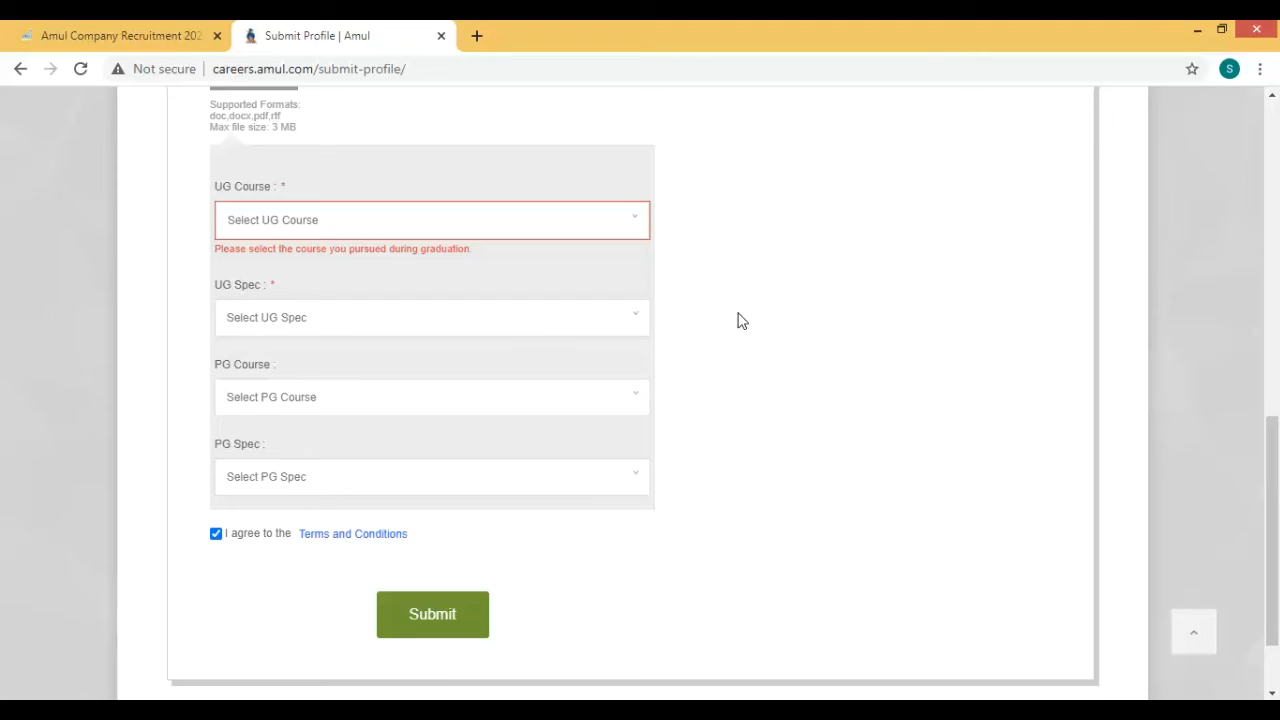 Amul Company Recruitment 202
Submit Profile | Amul
Not secure
careers.amul.com/submit-profile/
S
Supported Formats:
doc,docx,pdf,rtf
Max file size: 3 MB
UG Course : *
Select UG Course
Please select the course you pursued during graduation.
UG Spec : *
Select UG Spec
PG Course :
Select PG Course
PG Spec :
Select PG Spec
I agree to the Terms and Conditions
Submit